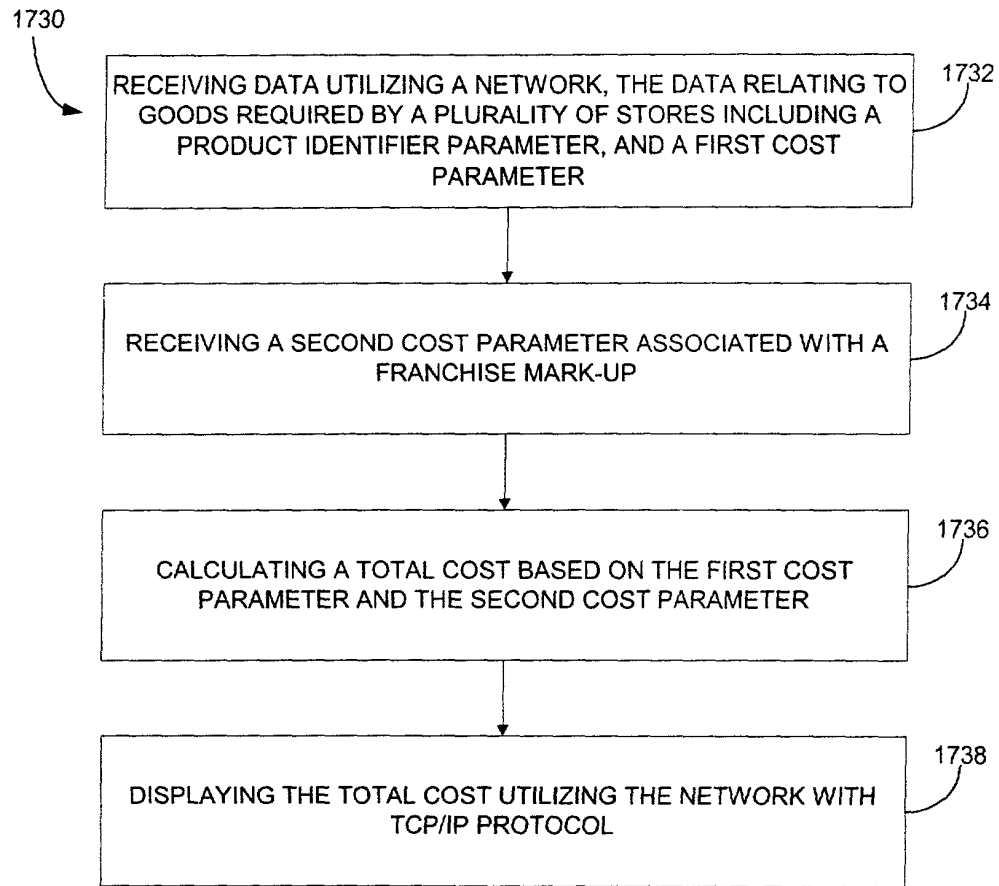 1730
RECEIVING DATA UTILIZING A NETWORK, THE DATA RELATING TO
GOODS REQUIRED BY A PLURALITY OF STORES INCLUDING A
PRODUCT IDENTIFIER PARAMETER, AND A FIRST COST
PARAMETER
1732
RECEIVING A SECOND COST PARAMETER ASSOCIATED WITH A
FRANCHISE MARK-UP
1734
CALCULATING A TOTAL COST BASED ON THE FIRST COST
PARAMETER AND THE SECOND COST PARAMETER
1736
DISPLAYING THE TOTAL COST UTILIZING THE NETWORK WITH
TCP/IP PROTOCOL
1738